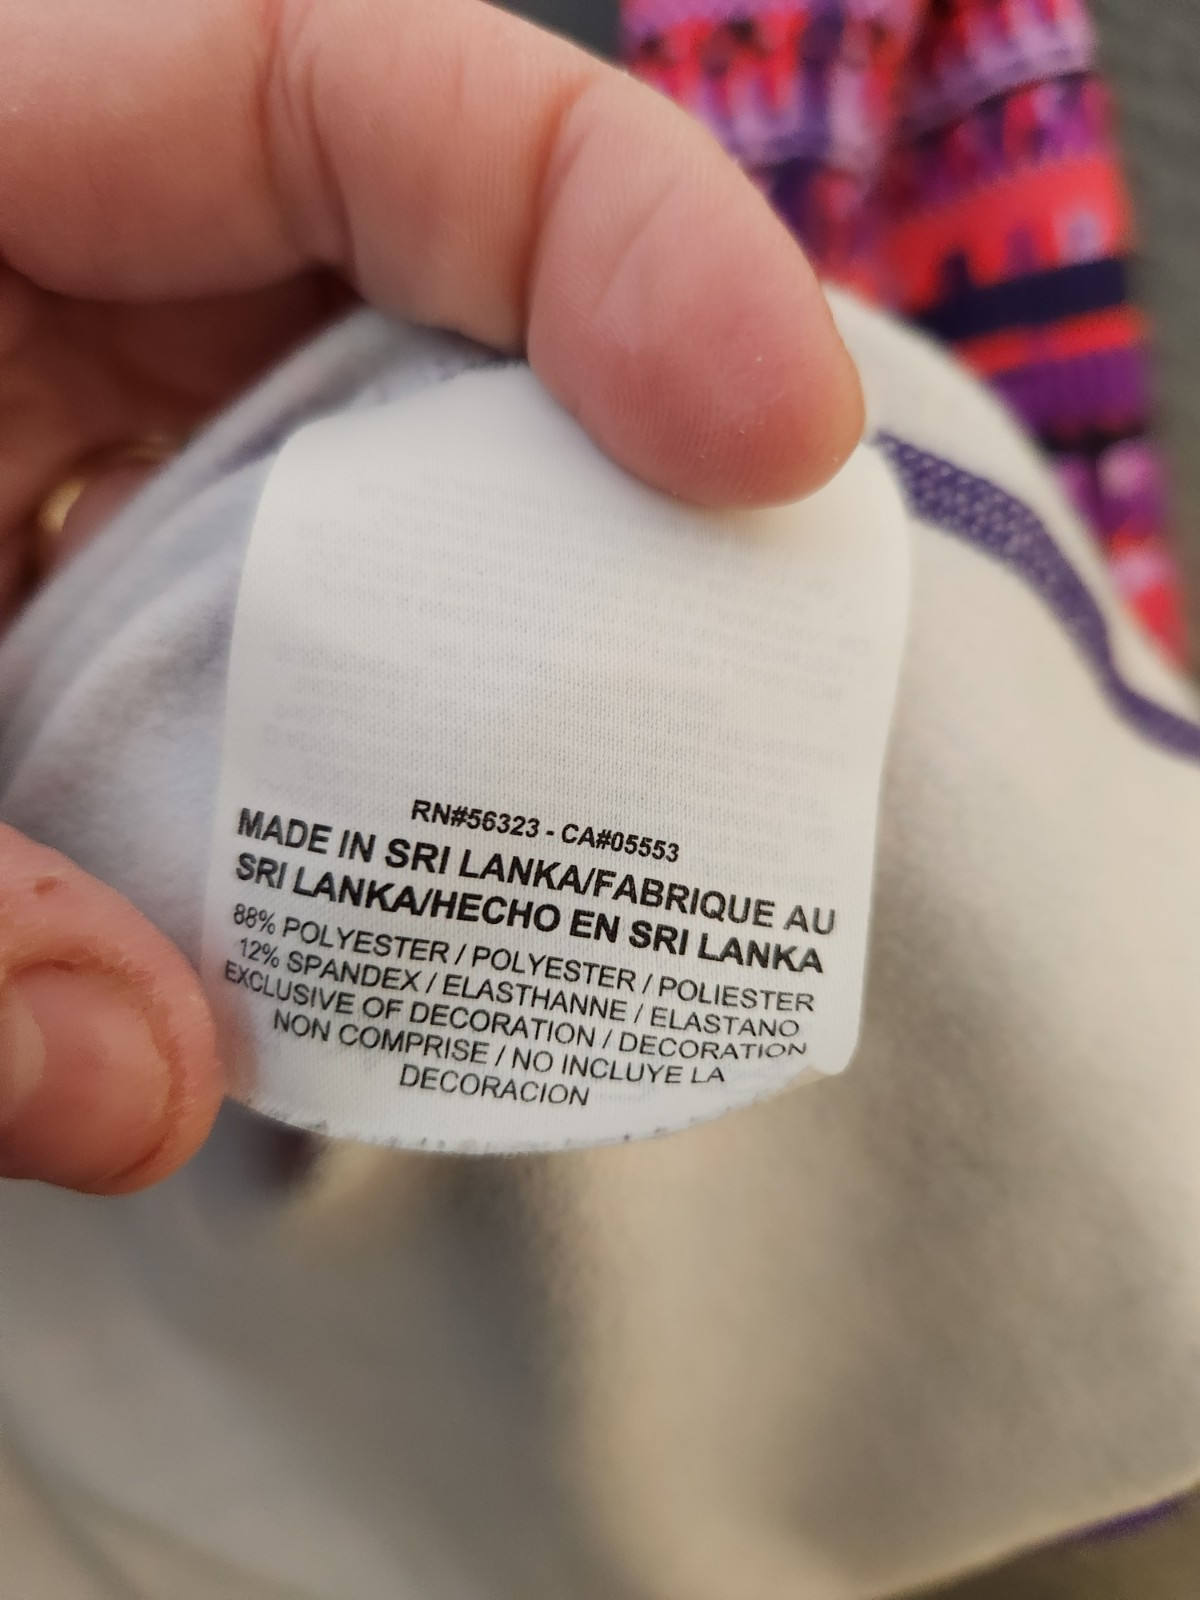 RN#56323 - CA#05553
MADE IN SRI LANKA/FABRIQUE AU
SRI LANKA/HECHO EN SRI LANKA
88% POLYESTER / POLYESTER / POLIESTER
12% SPANDEX / ELASTHANNE / ELASTANO
EXCLUSIVE OF DECORATION / DECORATION
NON COMPRISE / NO INCLUYE LA
DECORACION